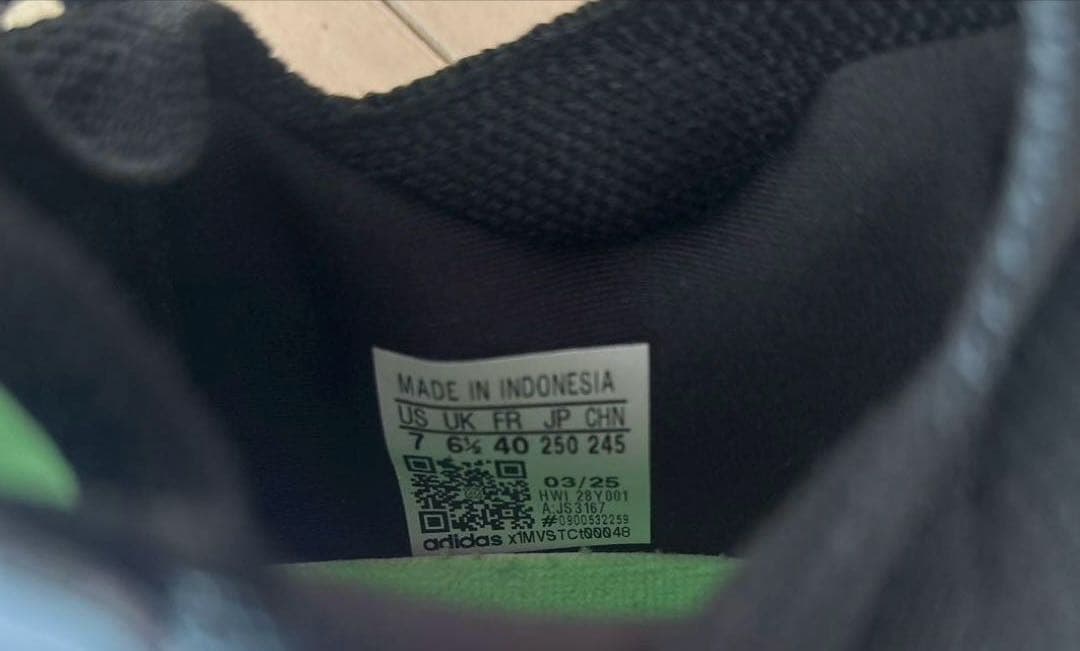 MADE IN INDONESIA
US UK FR JP CHN
7 6½ 40 250 245
03/25
HWI 28Y001
A:JS3167
#0900532259
adidas x1MVSTCt00048